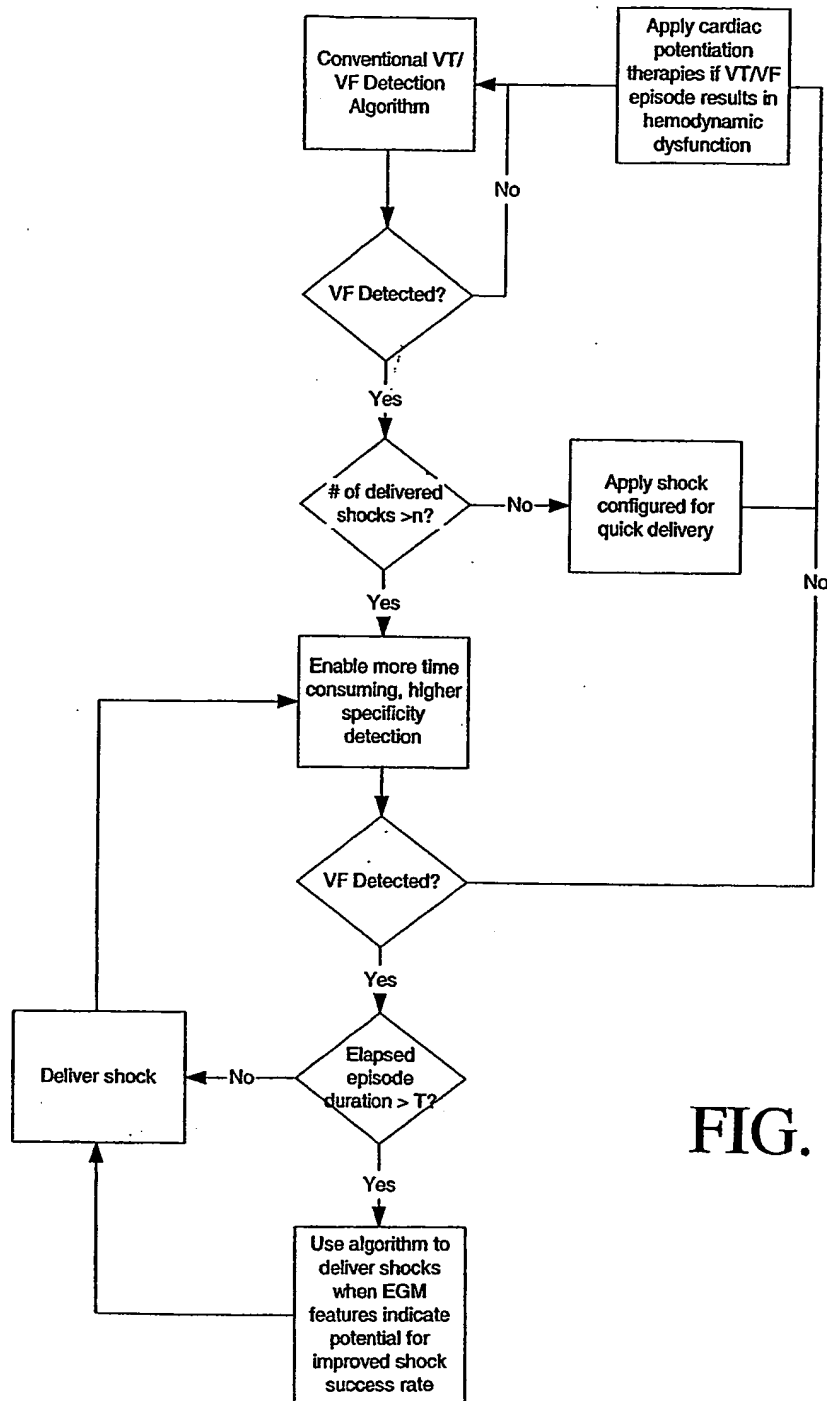 Conventional VT/
VF Detection
Algorithm
Apply cardiac
potentiation
therapies if VT/VF
episode results in
hemodynamic
dysfunction
No
VF Detected?
Yes
# of delivered
shocks >n?
No
Apply shock
configured for
quick delivery
No
Yes
Enable more time
consuming, higher
specificity
detection
VF Detected?
Yes
Elapsed
episode
duration > T?
No
Deliver shock
Yes
Use algorithm to
deliver shocks
when EGM
features indicate
potential for
improved shock
success rate
FIG.